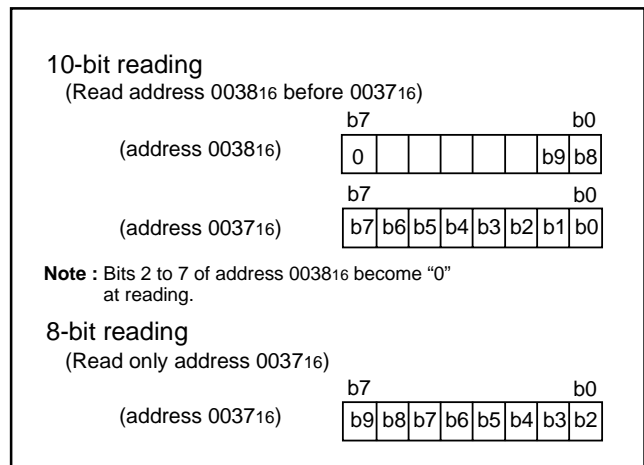 10-bit reading
(Read address 003816 before 003716)
b7 b0
(address 003816) 0 b9 b8
b7 b0
(address 003716) b7 b6 b5 b4 b3 b2 b1 b0
Note : Bits 2 to 7 of address 003816 become “0”
at reading.
8-bit reading
(Read only address 003716)
b7 b0
(address 003716) b9 b8 b7 b6 b5 b4 b3 b2